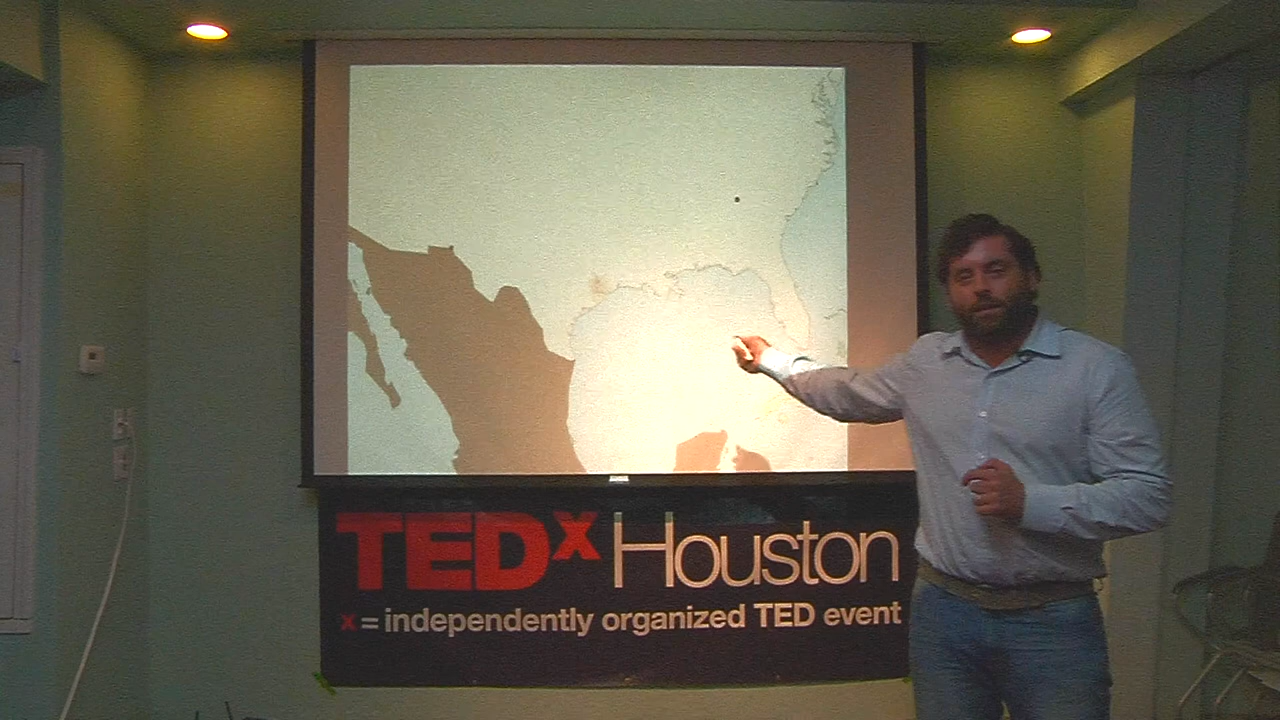 TEDx Houston
x = independently organized TED event